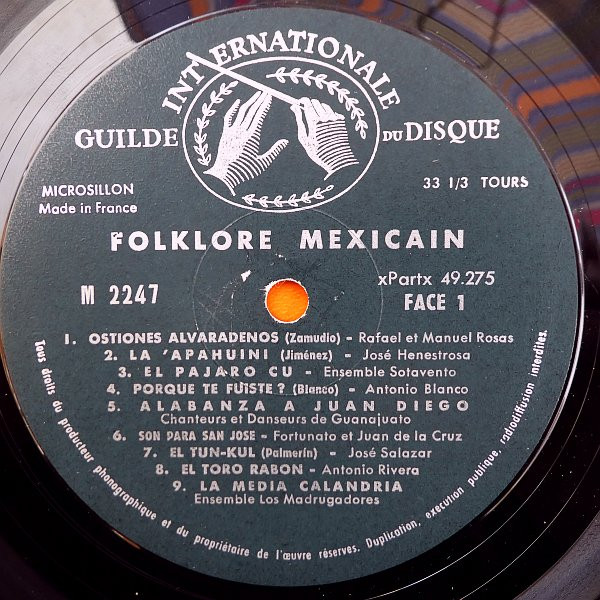 GUILDE INTERNATIONALE DU DISQUE
MICROSILLON
Made in France
33 1/3 TOURS
FOLKLORE MEXICAIN
M 2247
xPartx 49.275
FACE 1
1. OSTIONES ALVARADENOS (Zamudio) - Rafael et Manuel Rosas
2. LA 'APAHUINI (Jiménez) - José Henestrosa
3. EL PAJARO CU - Ensemble Sotavento
4. PORQUE TE FUISTE ? (Blanco) - Antonio Blanco
5. ALABANZA A JUAN DIEGO
Chanteurs et Danseurs de Guanajuato
6. SON PARA SAN JOSE - Fortunato et Juan de la Cruz
7. EL TUN-KUL (Palmerín) - José Salazar
8. EL TORO RABON - Antonio Rivera
9. LA MEDIA CALANDRIA
Ensemble Los Madrugadores
Tous droits du producteur phonographique et du propriétaire de l'œuvre réservés. Duplication, exécution publique, radiodiffusion interdites.